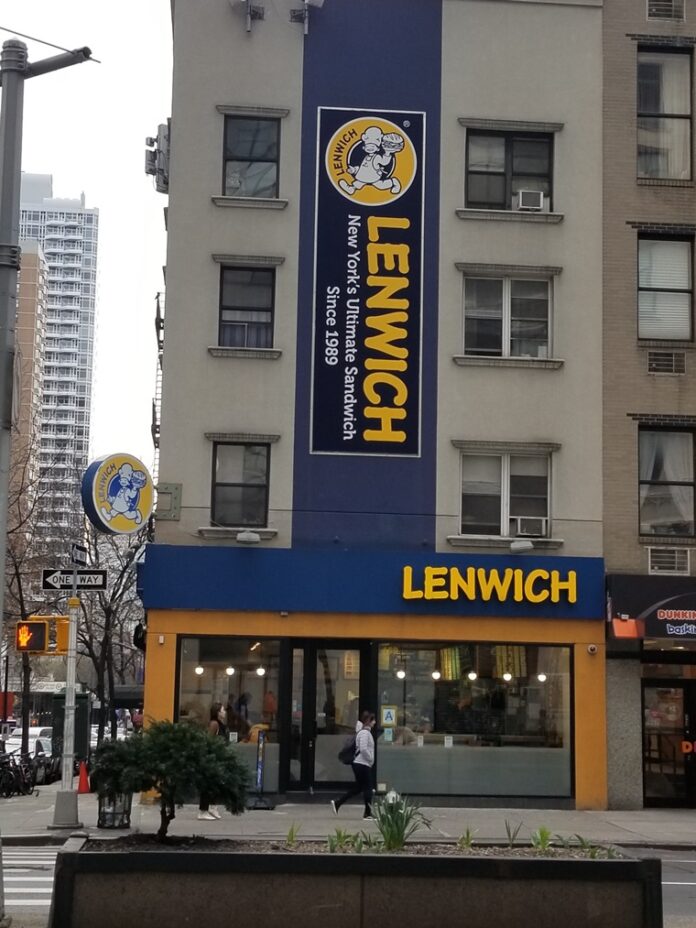 LENWICH
®
LENWICH
New York's Ultimate Sandwich
Since 1989
LENWICH
ONE WAY
LENWICH
DUNKIN
baskin
A
D